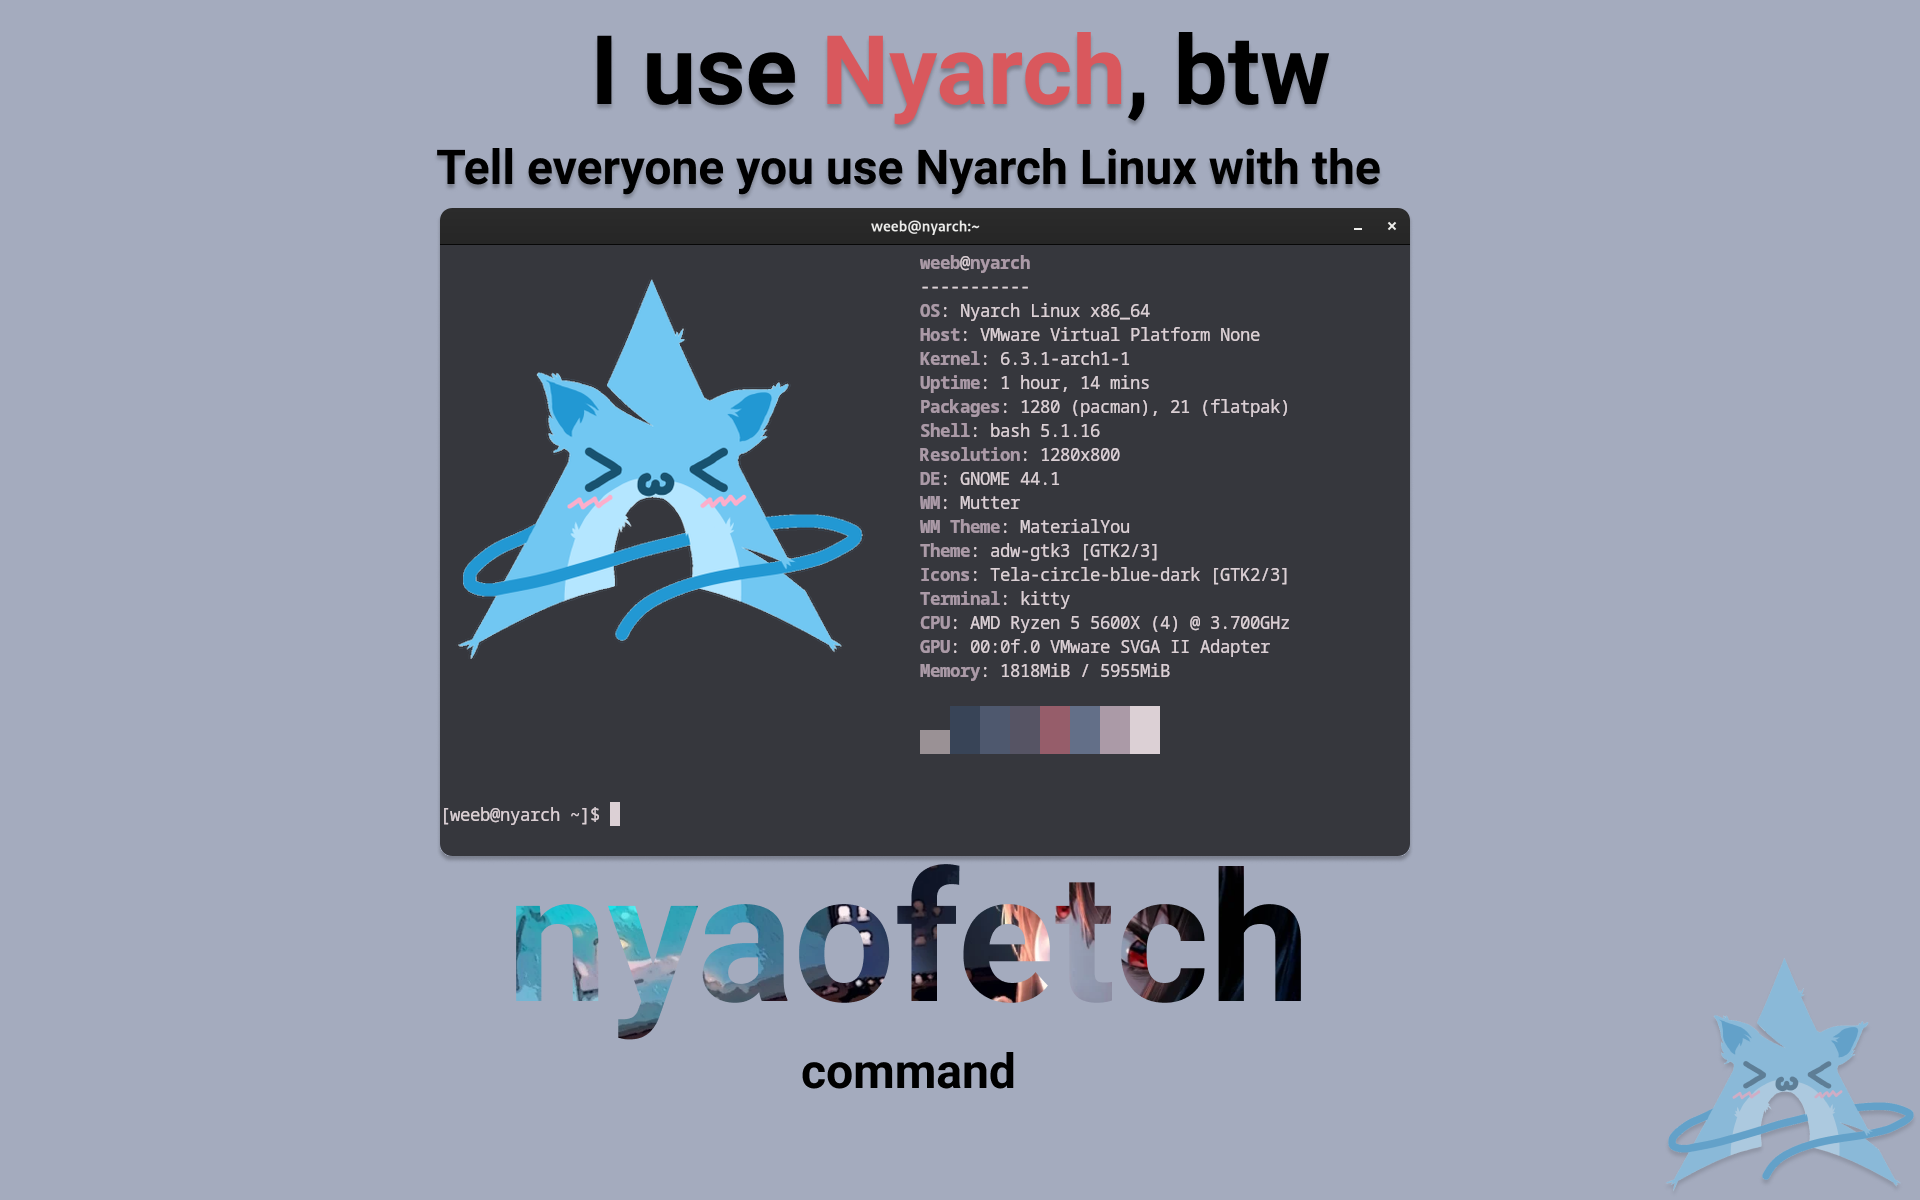 I use Nyarch, btw
Tell everyone you use Nyarch Linux with the
weeb@nyarch:~
weeb@nyarch
-----------
OS: Nyarch Linux x86_64
Host: VMware Virtual Platform None
Kernel: 6.3.1-arch1-1
Uptime: 1 hour, 14 mins
Packages: 1280 (pacman), 21 (flatpak)
Shell: bash 5.1.16
Resolution: 1280x800
DE: GNOME 44.1
WM: Mutter
WM Theme: MaterialYou
Theme: adw-gtk3 [GTK2/3]
Icons: Tela-circle-blue-dark [GTK2/3]
Terminal: kitty
CPU: AMD Ryzen 5 5600X (4) @ 3.700GHz
GPU: 00:0f.0 VMware SVGA II Adapter
Memory: 1818MiB / 5955MiB
[weeb@nyarch ~]$
nyaofetch
command